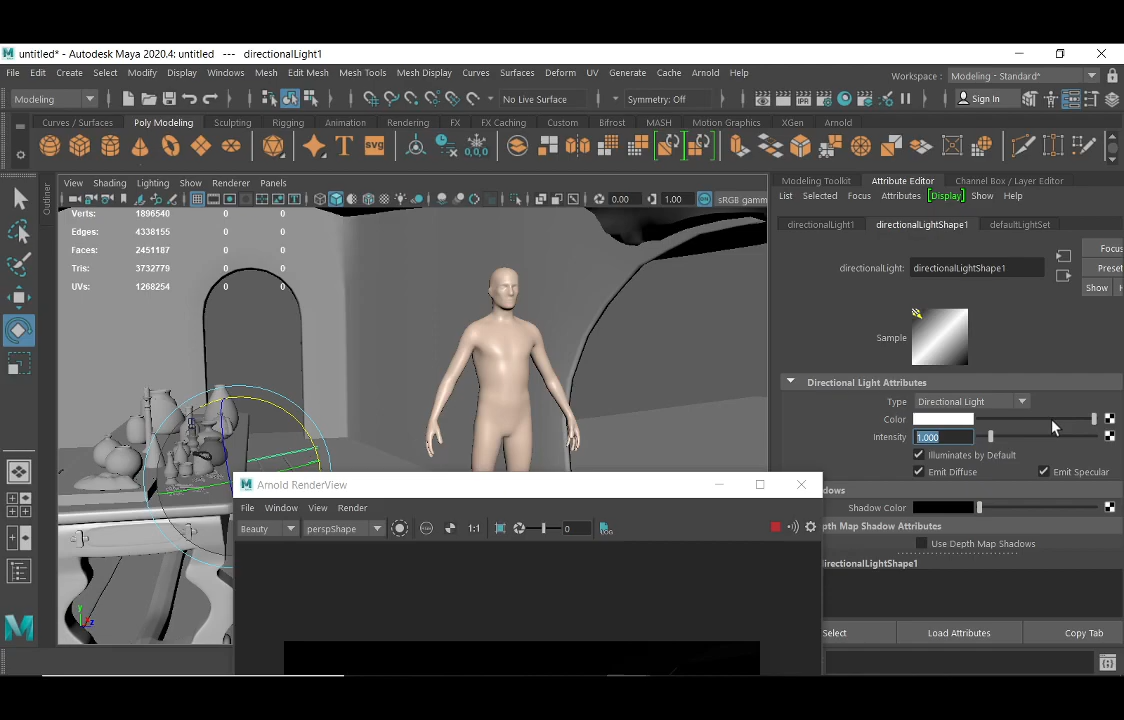 untitled* - Autodesk Maya 2020.4: untitled --- directionalLight1
File Edit Create Select Modify Display Windows Mesh Edit Mesh Mesh Tools Mesh Display Curves Surfaces Deform UV Generate Cache Arnold Help
Workspace : Modeling - Standard*
Modeling No Live Surface Symmetry: Off Sign In
Curves / Surfaces Poly Modeling Sculpting Rigging Animation Rendering FX FX Caching Custom Bifrost MASH Motion Graphics XGen Arnold
View Shading Lighting Show Renderer Panels
0.00 1.00 sRGB gamm
Outliner
Verts: 1896540 0 0
Edges: 4338155 0 0
Faces: 2451187 0 0
Tris: 3732779 0 0
UVs: 1268254 0 0
Modeling Toolkit Attribute Editor Channel Box / Layer Editor
List Selected Focus Attributes Display Show Help
directionalLight1 directionalLightShape1 defaultLightSet
Focus
directionalLight: directionalLightShape1 Preset
Show H
Sample
Directional Light Attributes
Type Directional Light
Color
Intensity 1.000
Illuminates by Default
Emit Diffuse Emit Specular
adows
Shadow Color
pth Map Shadow Attributes
Use Depth Map Shadows
directionalLightShape1
Select Load Attributes Copy Tab
Arnold RenderView
File Window View Render
Beauty perspShape RGB 1:1 0 LOG
y
z
M